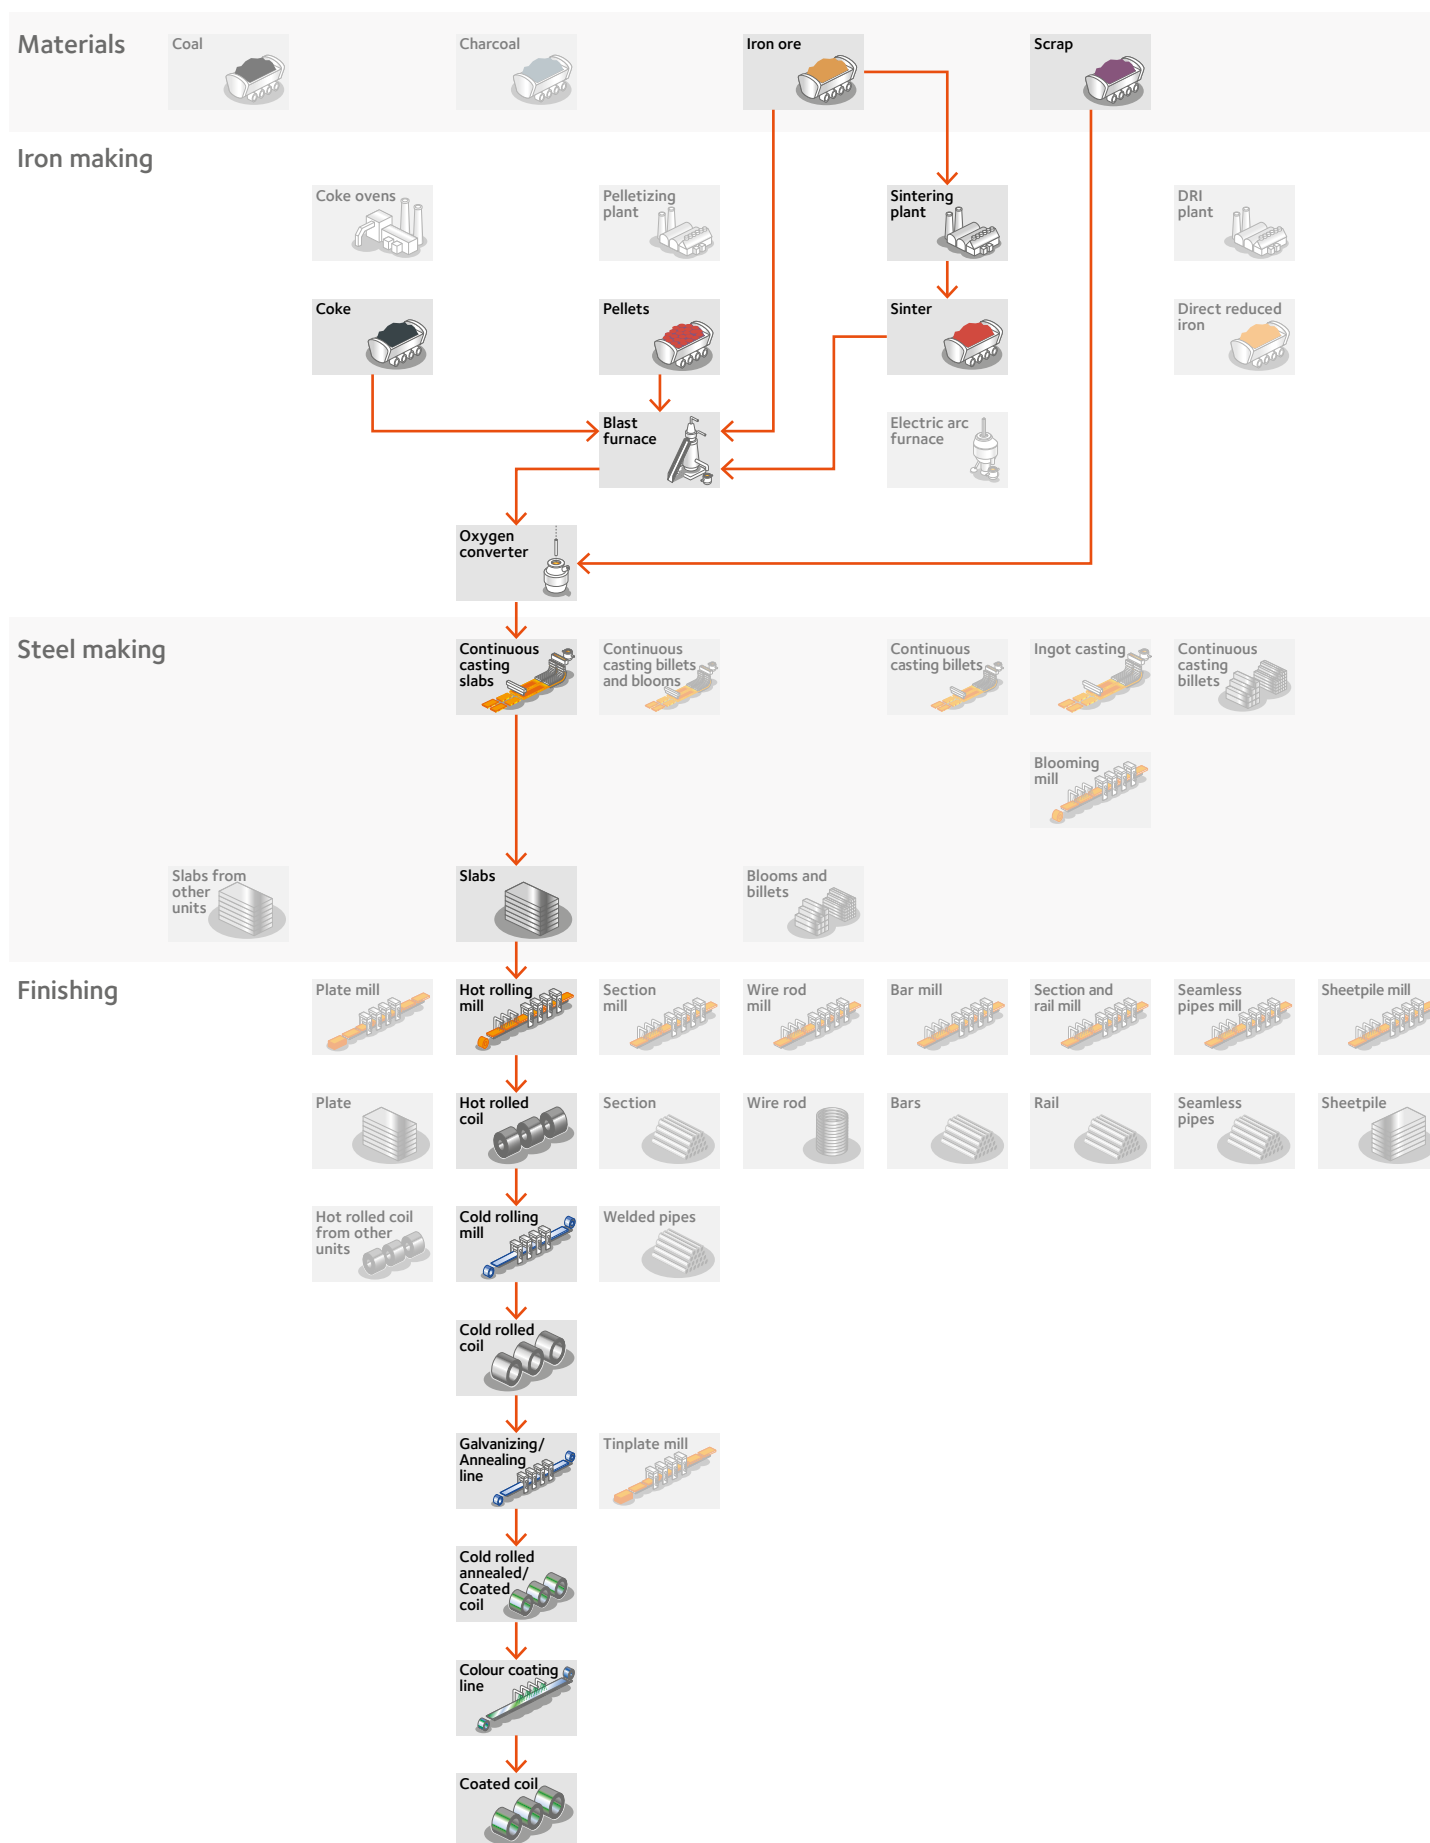 Materials
Coal
Charcoal
Iron ore
Scrap
Iron making
Coke ovens
Pelletizing
plant
Sintering
plant
DRI
plant
Coke
Pellets
Sinter
Direct reduced
iron
Blast
furnace
Electric arc
furnace
Oxygen
converter
Steel making
Continuous
casting
slabs
Continuous
casting billets
and blooms
Continuous
casting billets
Ingot casting
Continuous
casting
billets
Blooming
mill
Slabs from
other
units
Slabs
Blooms and
billets
Finishing
Plate mill
Hot rolling
mill
Section
mill
Wire rod
mill
Bar mill
Section and
rail mill
Seamless
pipes mill
Sheetpile mill
Plate
Hot rolled
coil
Section
Wire rod
Bars
Rail
Seamless
pipes
Sheetpile
Hot rolled coil
from other
units
Cold rolling
mill
Welded pipes
Cold rolled
coil
Galvanizing/
Annealing
line
Tinplate mill
Cold rolled
annealed/
Coated
coil
Colour coating
line
Coated coil